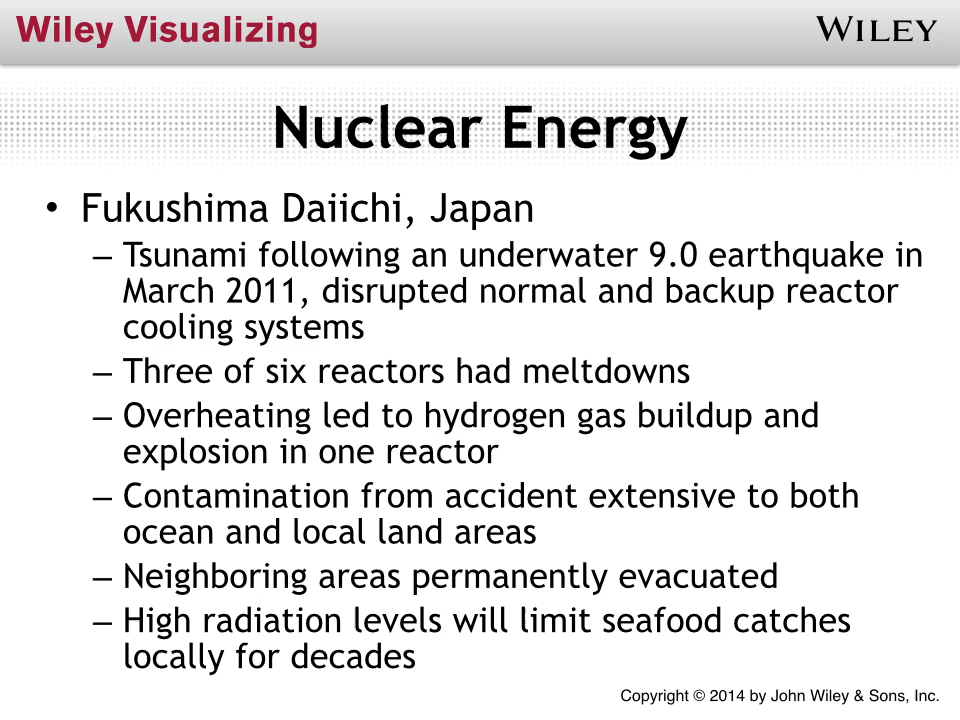 Wiley Visualizing
WILEY
Nuclear Energy
• Fukushima Daiichi, Japan
– Tsunami following an underwater 9.0 earthquake in
March 2011, disrupted normal and backup reactor
cooling systems
– Three of six reactors had meltdowns
– Overheating led to hydrogen gas buildup and
explosion in one reactor
– Contamination from accident extensive to both
ocean and local land areas
– Neighboring areas permanently evacuated
– High radiation levels will limit seafood catches
locally for decades
Copyright © 2014 by John Wiley & Sons, Inc.